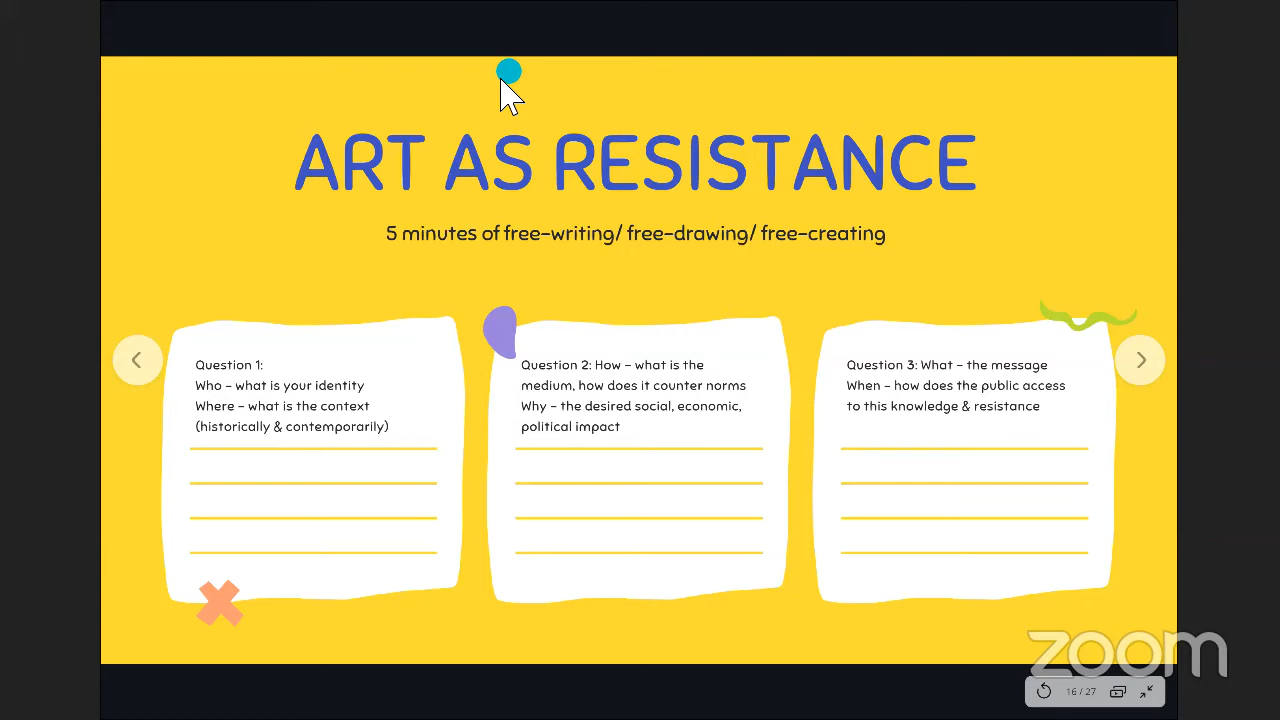 ART AS RESISTANCE
5 minutes of free-writing/ free-drawing/ free-creating
Question 1:
Who - what is your identity
Where - what is the context
(historically & contemporarily)
Question 2: How - what is the
medium, how does it counter norms
Why - the desired social, economic,
political impact
Question 3: What - the message
When - how does the public access
to this knowledge & resistance
zoom
16 / 27